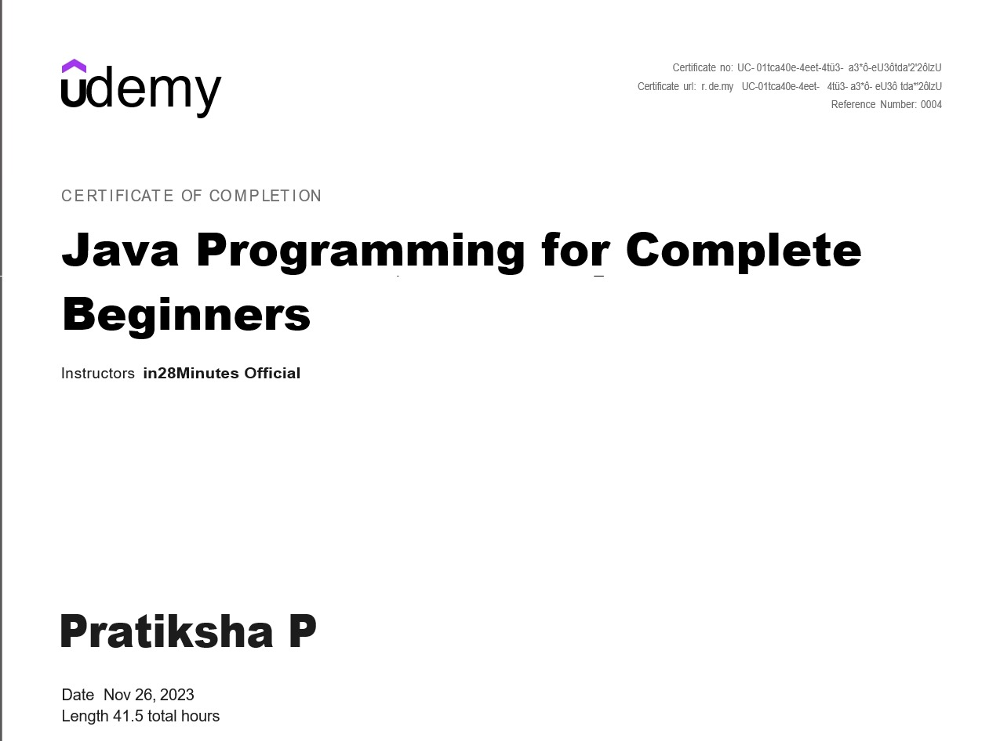 ûdemy
Certificate no: UC- 01tca40e-4eet-4tü3- a3*ô-eU3ôtda'2'2ôlzU
Certificate url: r. de.my UC-01tca40e-4eet- 4tü3- a3*ô- eU3ô tda*'2ôlzU
Reference Number: 0004
CERTIFICATE OF COMPLETION
Java Programming for Complete
Beginners
Instructors in28Minutes Official
Pratiksha P
Date Nov 26, 2023
Length 41.5 total hours